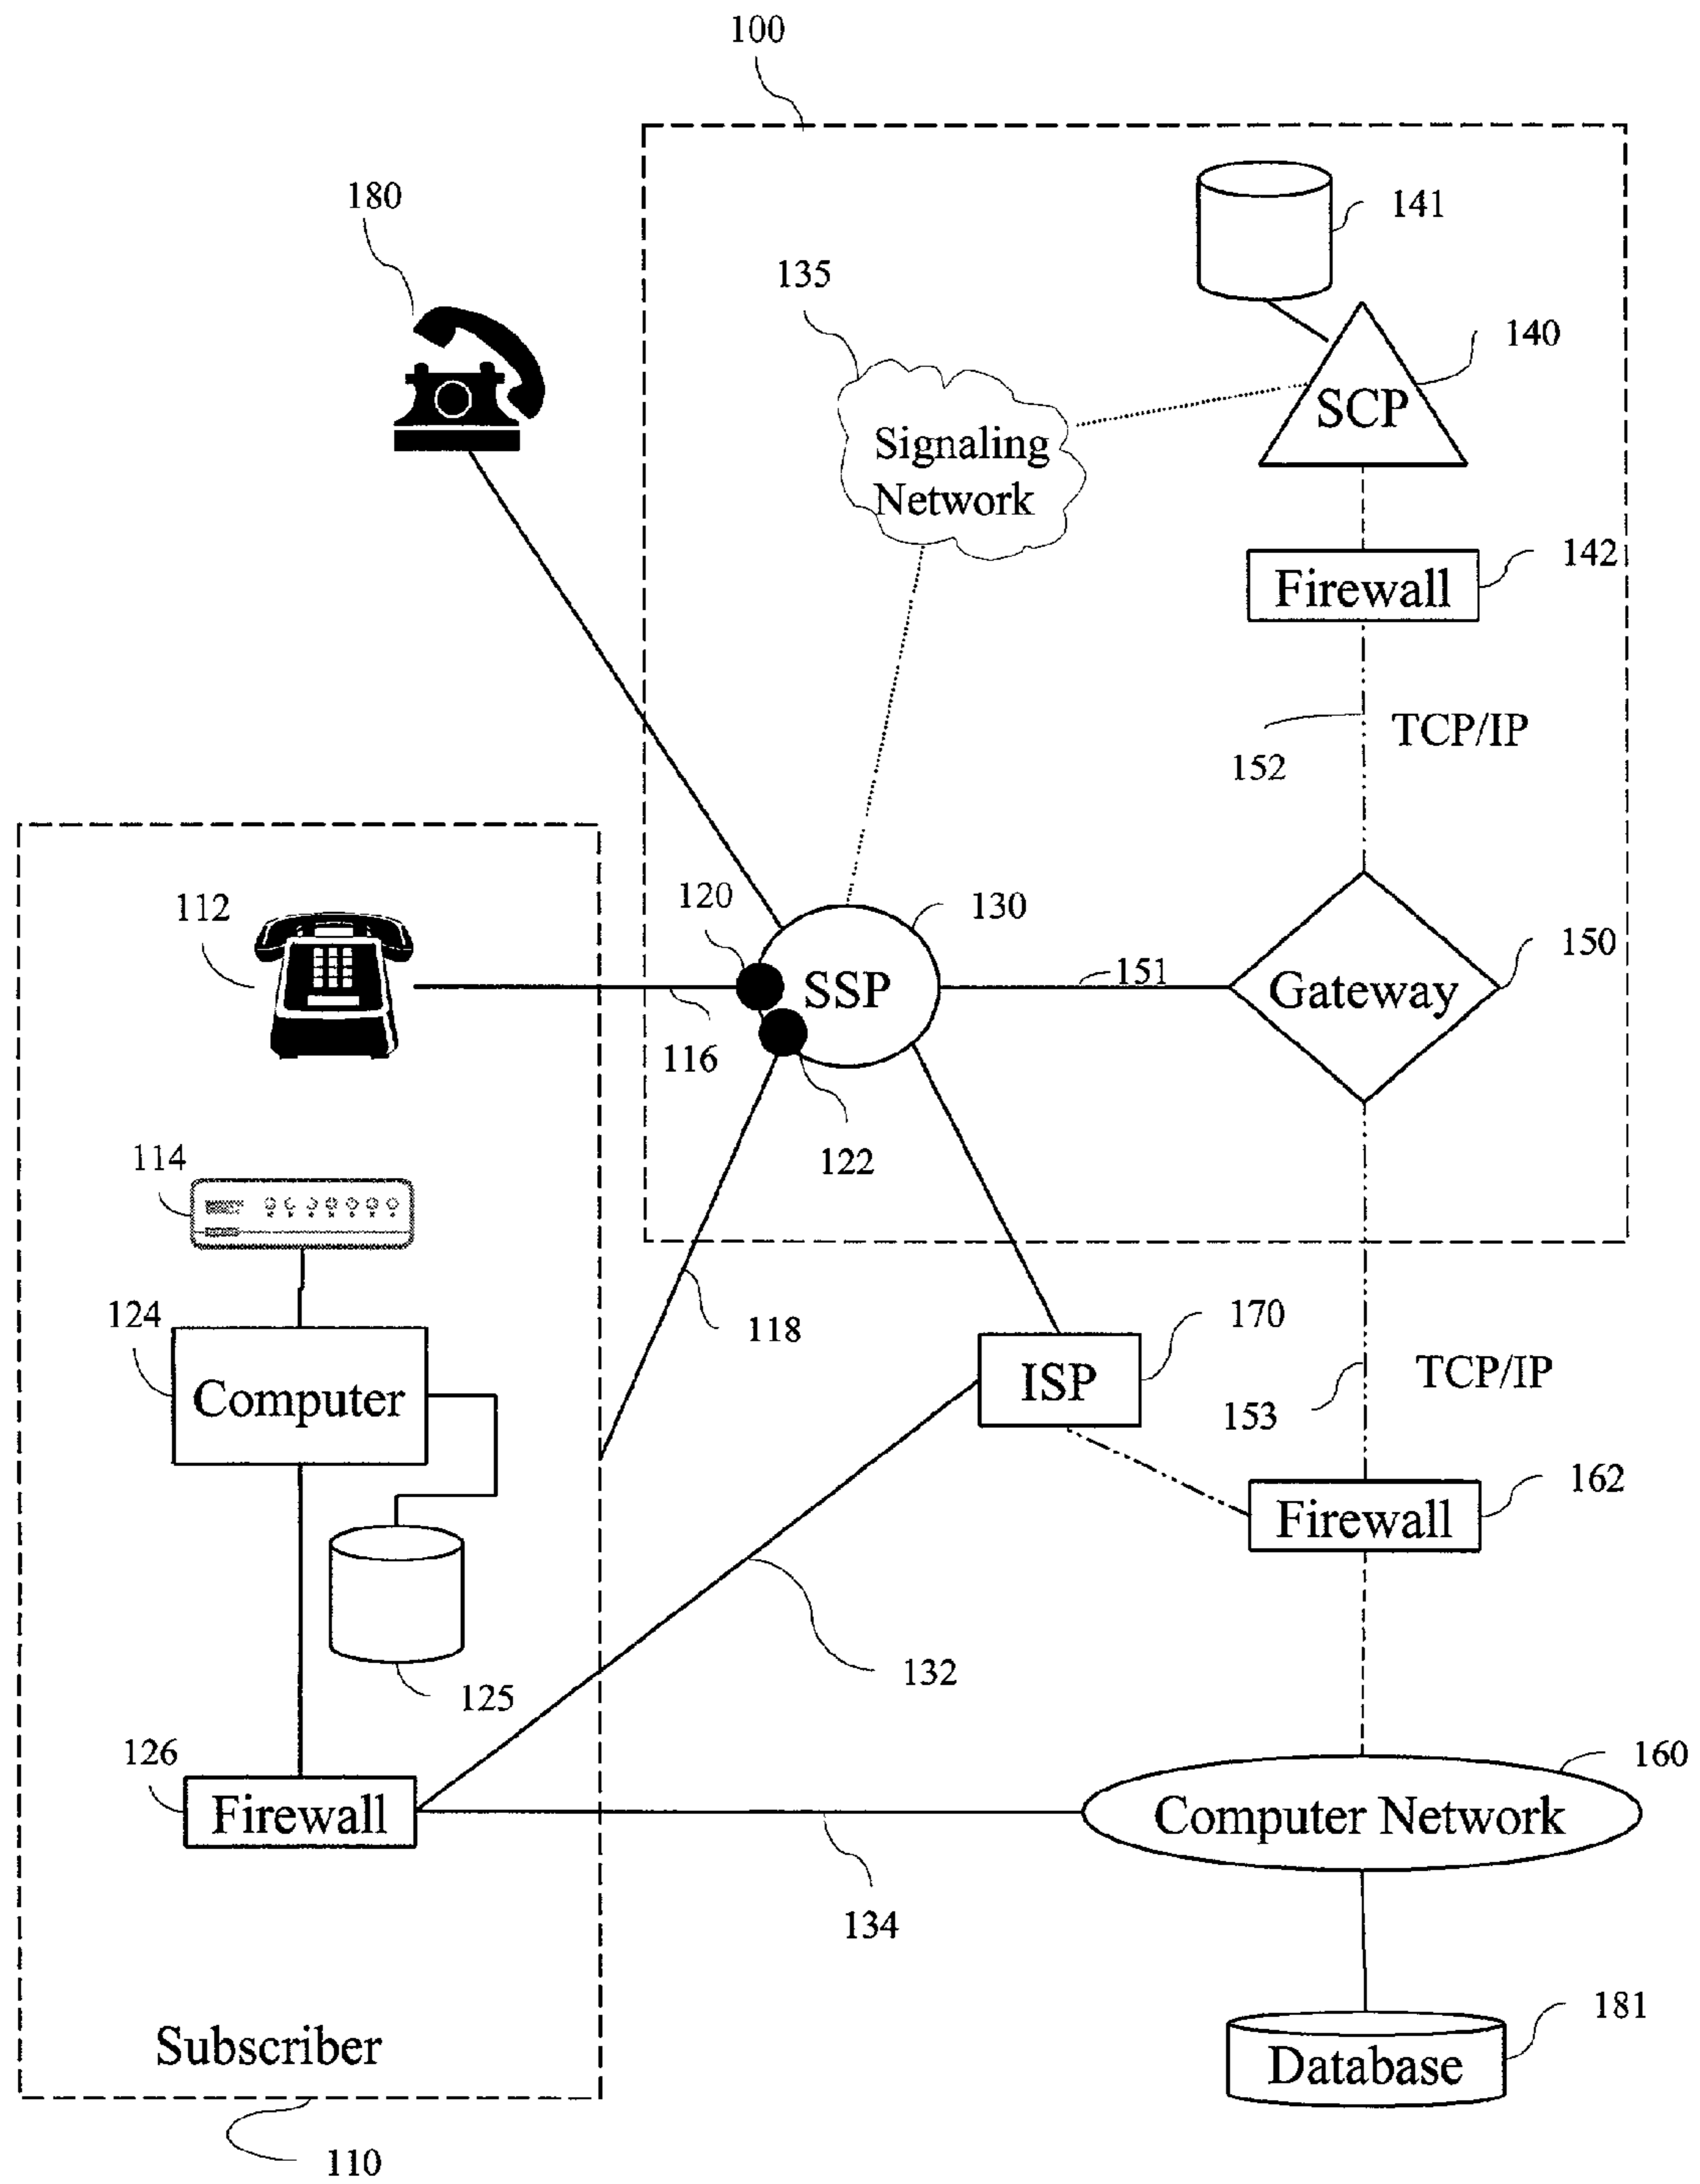 100
180
141
135
140
SCP
Signaling
Network
142
Firewall
TCP/IP
152
120
130
112
150
SSP
151
Gateway
116
122
114
124
118
170
ISP
TCP/IP
Computer
153
162
Firewall
132
125
126
160
Firewall
Computer Network
134
181
Subscriber
Database
110